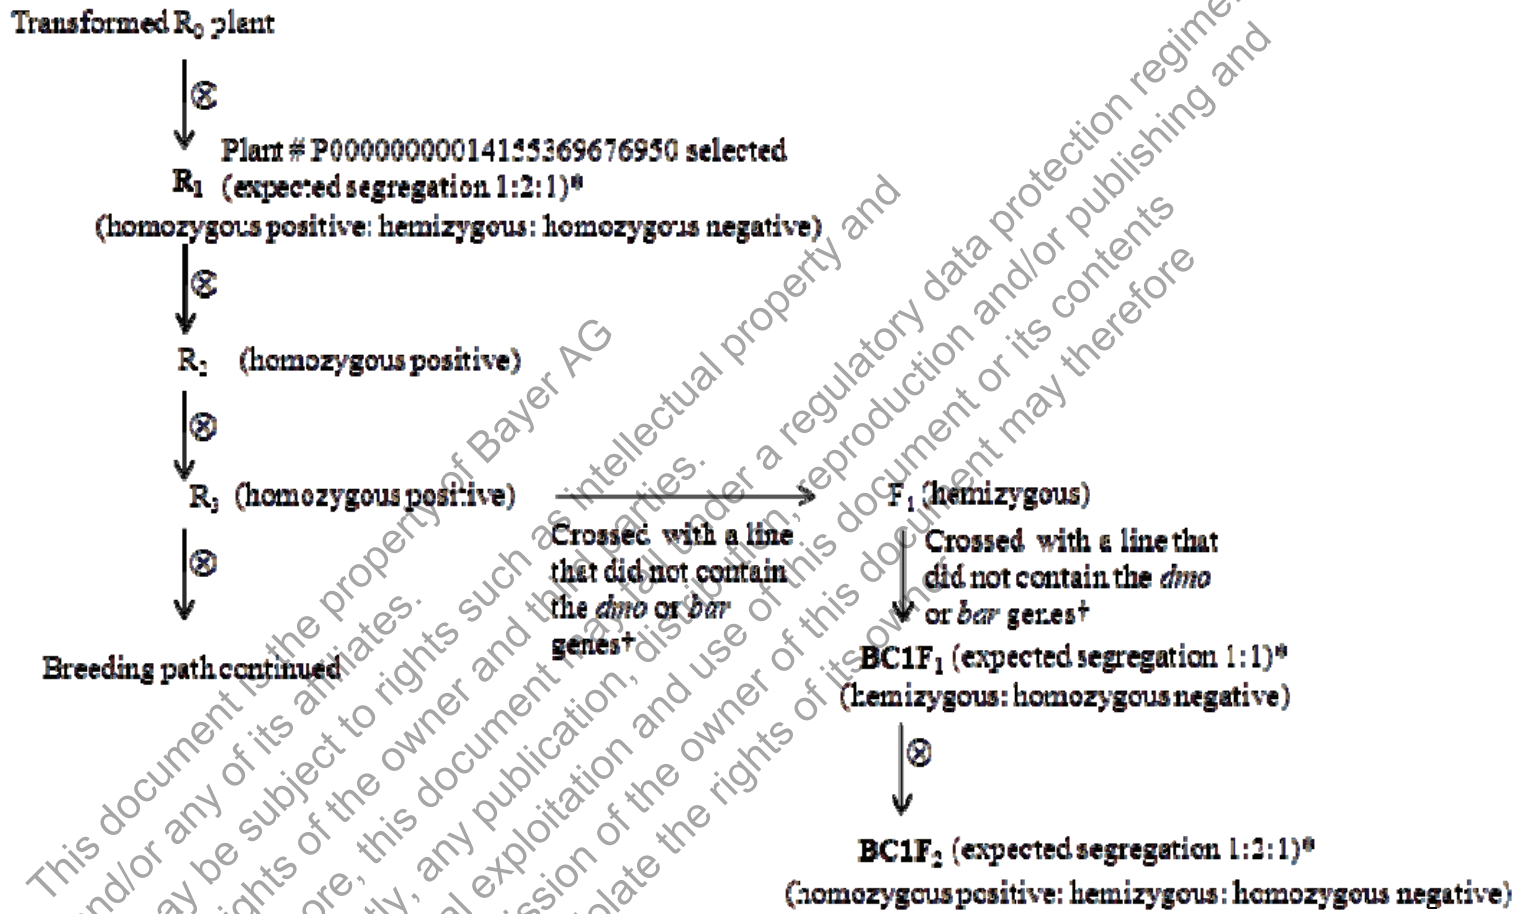 Transformed R₀ plant
Plant # P00000000014155369676950 selected
R₁ (expected segregation 1:2:1)*
(homozygous positive: hemizygous: homozygous negative)
R₂ (homozygous positive)
R₃ (homozygous positive)
Breeding path continued
Crossed with a line
that did not contain
the dmo or bar
genes†
F₁ (hemizygous)
Crossed with a line that
did not contain the dmo
or bar genes†
BC1F₁ (expected segregation 1:1)*
(hemizygous: homozygous negative)
BC1F₂ (expected segregation 1:2:1)*
(homozygous positive: hemizygous: homozygous negative)
This document is the property of Bayer AG
and/or any of its affiliates.
may be subject to rights such as intellectual property and
rights of the owner and third parties.
this document may under a regulatory data protection regime.
any publication, distribution, reproduction and/or publishing and
exploitation and use of this document or its contents
mission of the owner of this document may therefore
violate the rights of its owner